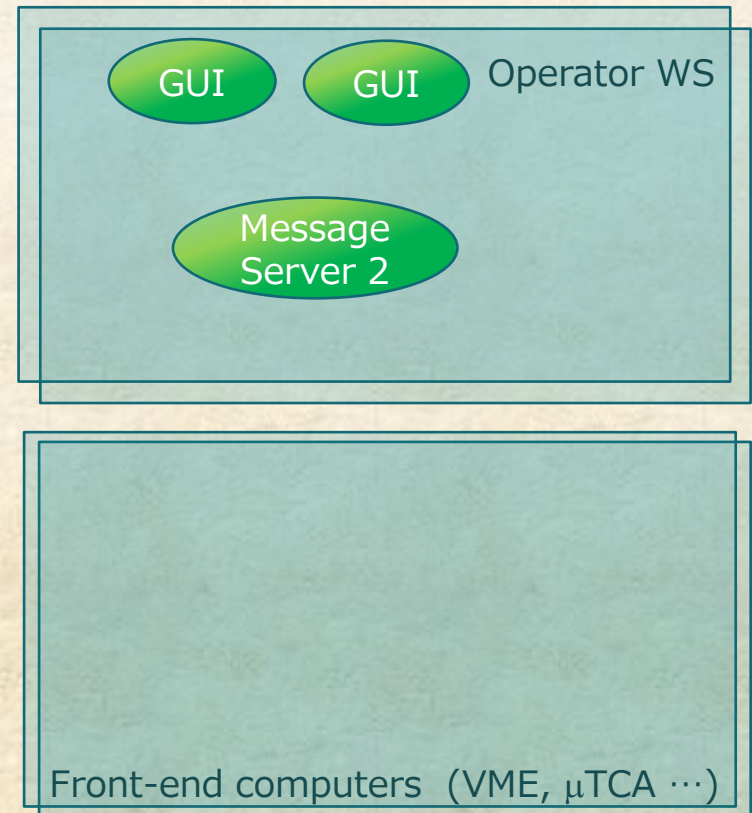 GUI
GUI
Operator WS
Message
Server 2
Front-end computers (VME, μTCA ⋯)